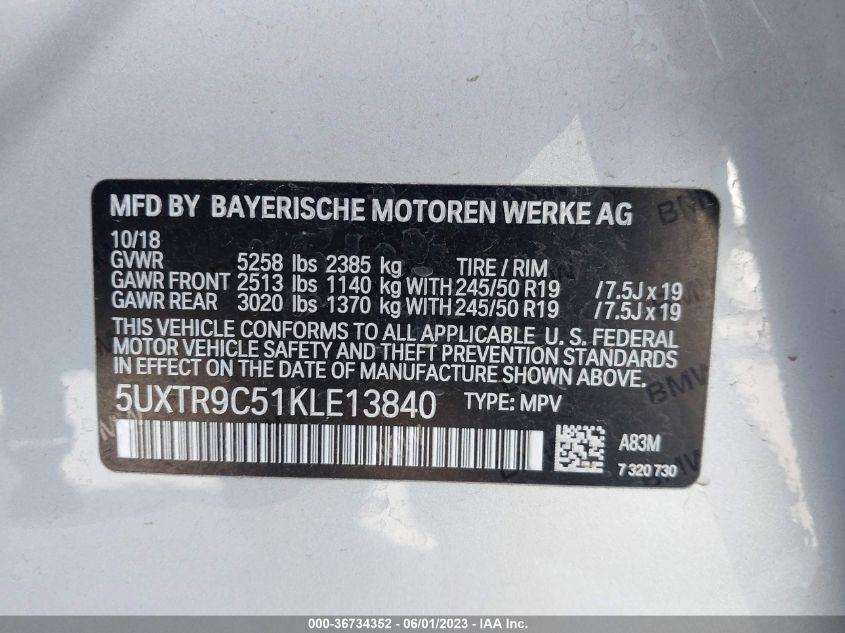 MFD BY BAYERISCHE MOTOREN WERKE AG
10/18
GVWR 5258 lbs 2385 kg TIRE / RIM
GAWR FRONT 2513 lbs 1140 kg WITH 245/50 R19 /7.5J x 19
GAWR REAR 3020 lbs 1370 kg WITH 245/50 R19 /7.5J x 19
THIS VEHICLE CONFORMS TO ALL APPLICABLE U. S. FEDERAL
MOTOR VEHICLE SAFETY AND THEFT PREVENTION STANDARDS
IN EFFECT ON THE DATE OF MANUFACTURE SHOWN ABOVE.
5UXTR9C51KLE13840 TYPE: MPV
A83M
7 320 730
BMW
BMW
BMW
000-36734352 - 06/01/2023 - IAA Inc.